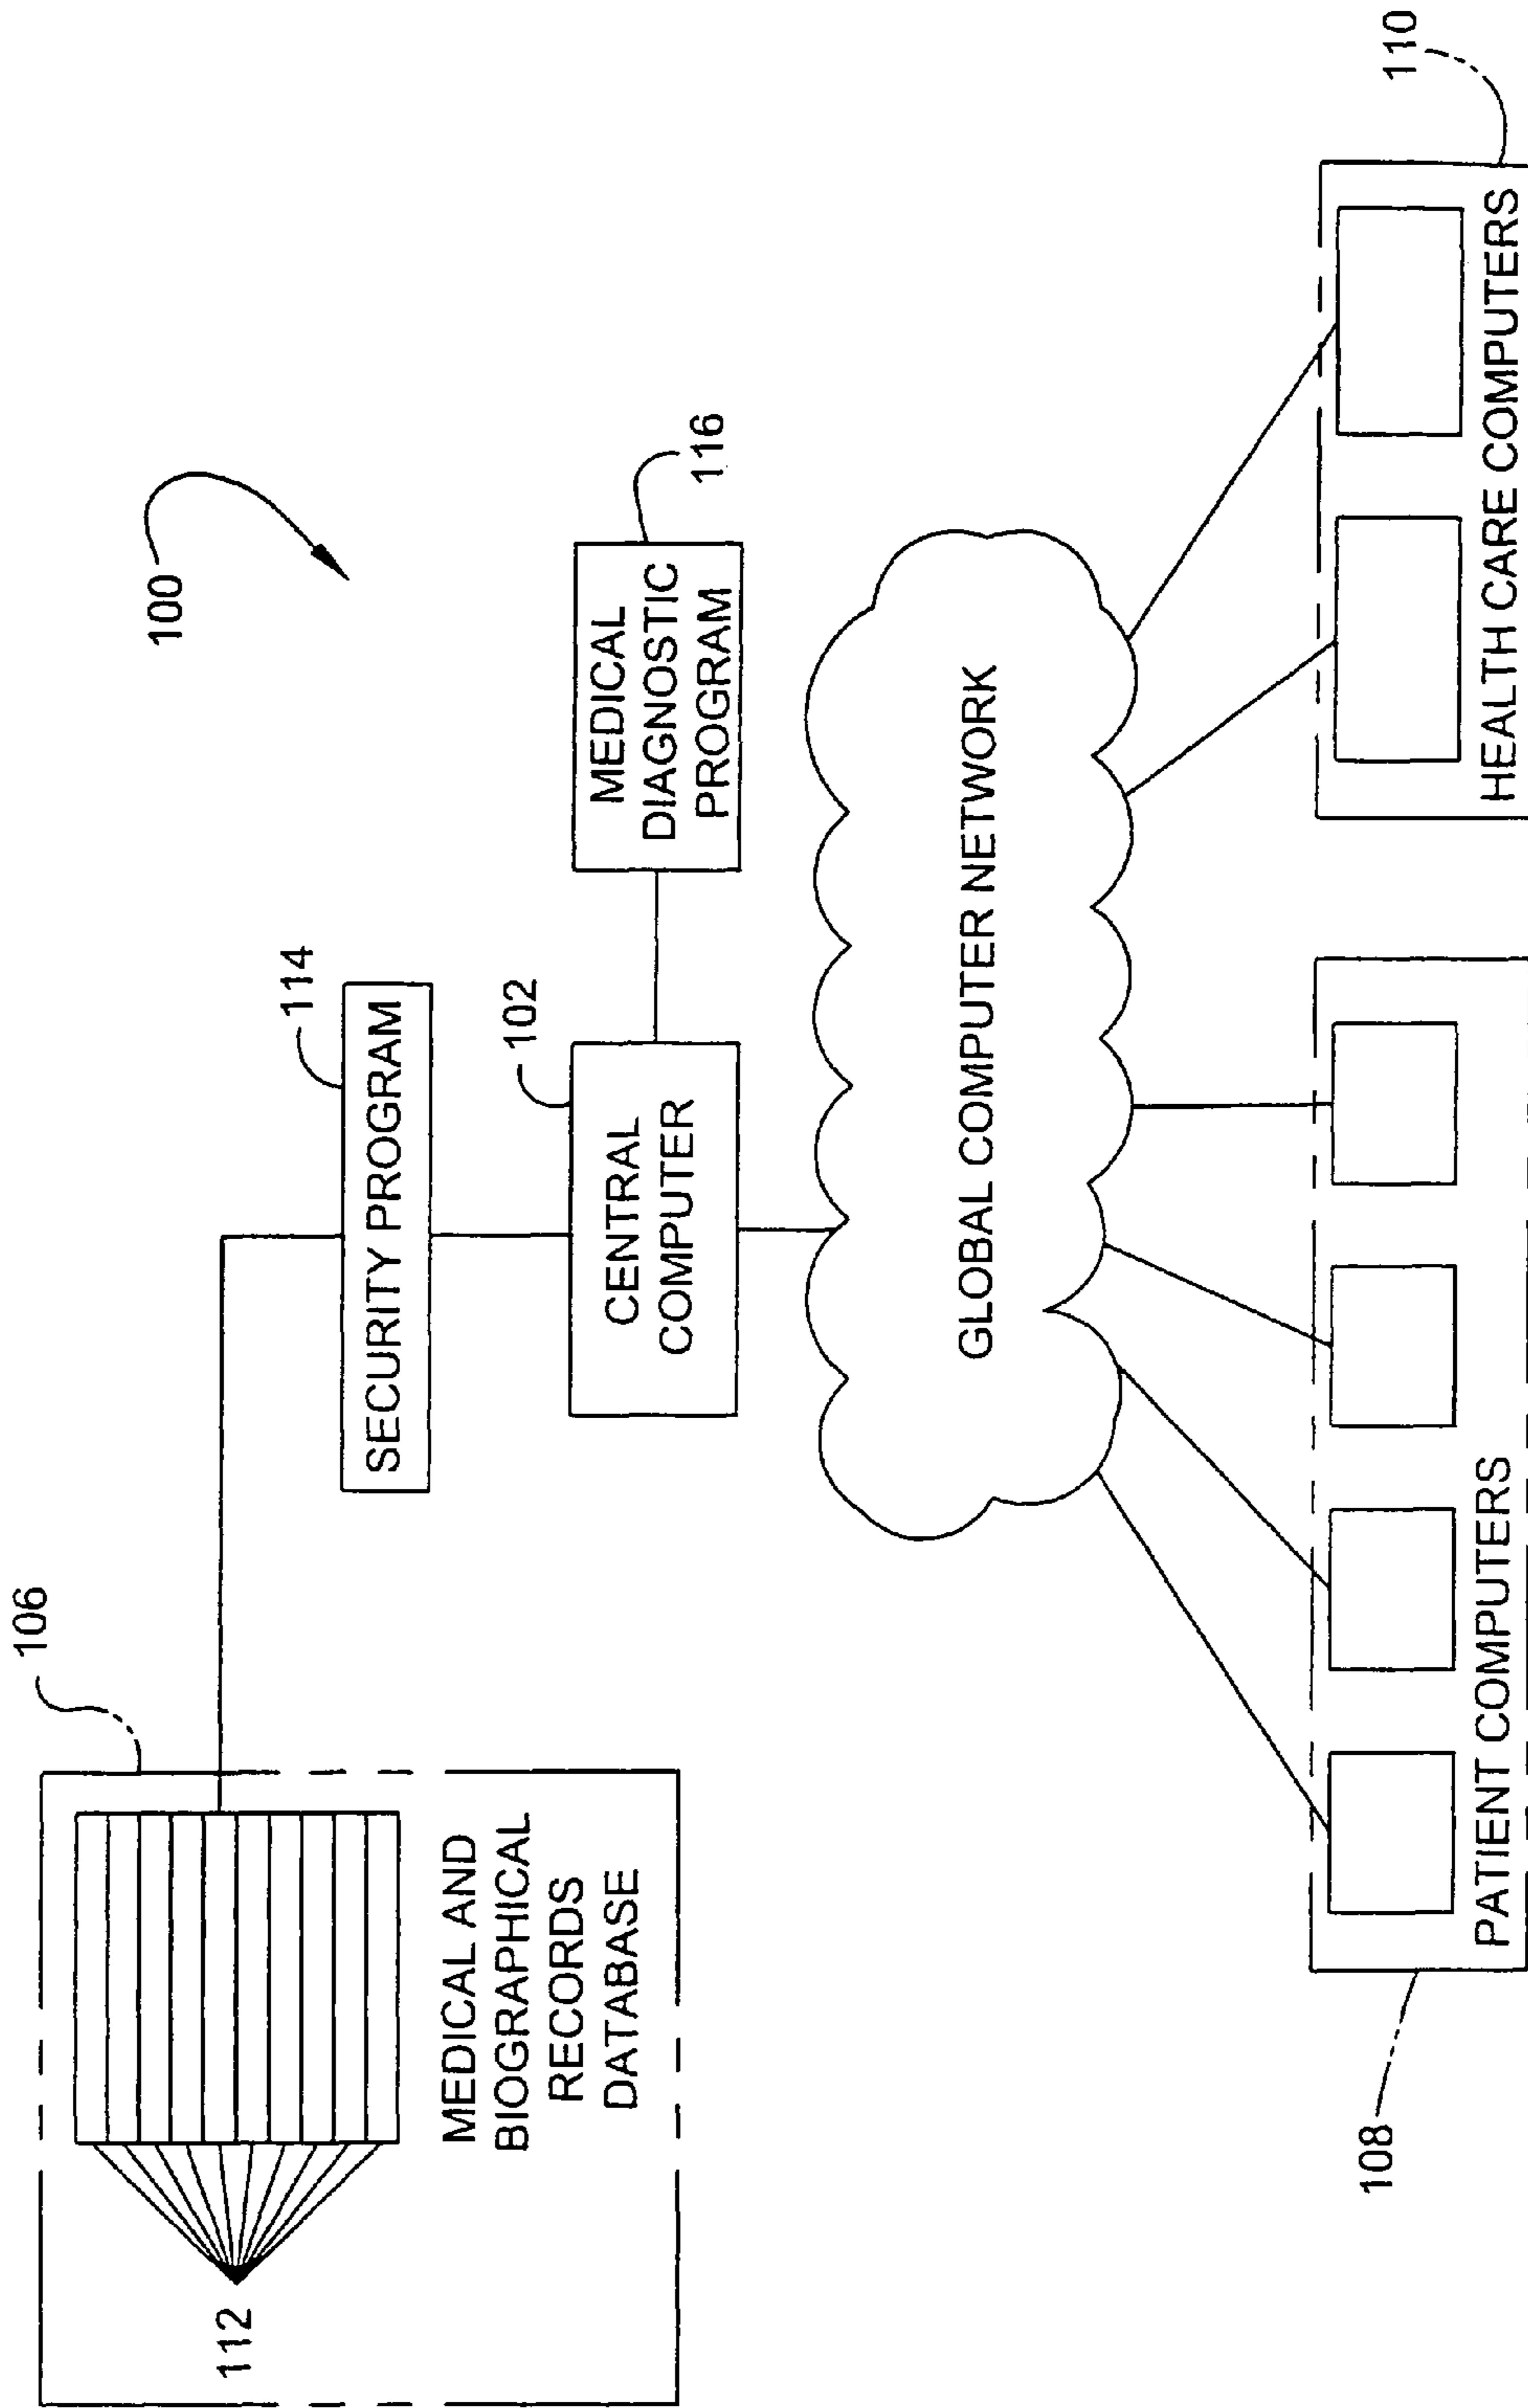 106
112
MEDICAL AND
BIOGRAPHICAL
RECORDS
DATABASE
100
114
SECURITY PROGRAM
102
CENTRAL
COMPUTER
MEDICAL
DIAGNOSTIC
PROGRAM
116
GLOBAL COMPUTER NETWORK
108
PATIENT COMPUTERS
110
HEALTH CARE COMPUTERS